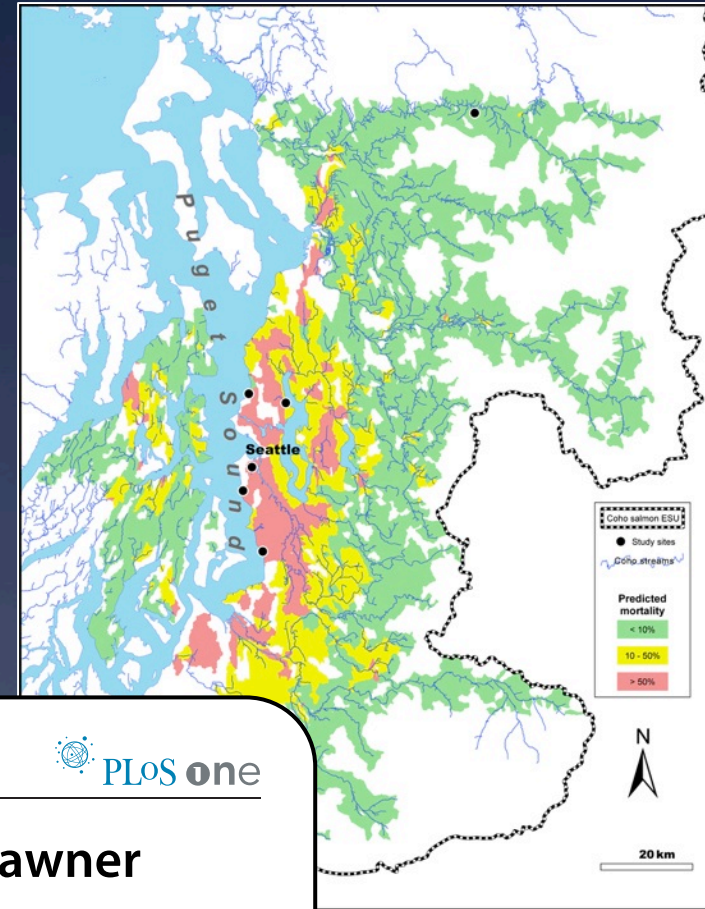 Puget Sound
Seattle
Coho salmon ESU
Study sites
Coho streams
Predicted
mortality
< 10%
10 - 50%
> 50%
N
20 km
PLoS one
awner